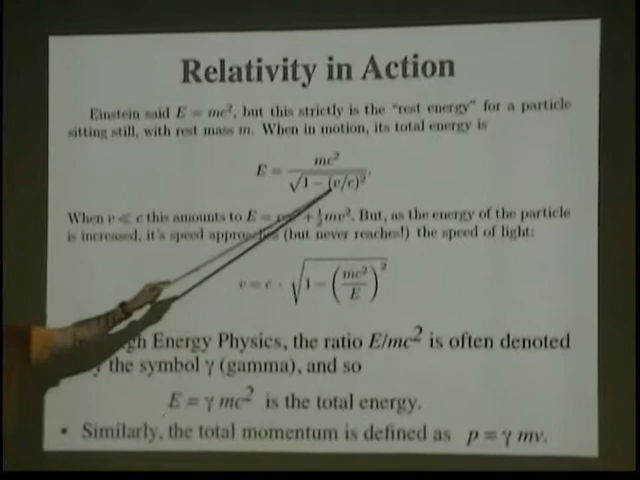 Relativity in Action
Einstein said E = mc², but this strictly is the "rest energy" for a particle
sitting still, with rest mass m. When in motion, its total energy is
E = mc² / √1 − (v/c)² .
When v ≪ c this amounts to E = + ½mv². But, as the energy of the particle
is increased, it's speed approaches (but never reaches!) the speed of light:
v = c · √1 − (mc²/E)²
gh Energy Physics, the ratio E/mc² is often denoted
y the symbol γ (gamma), and so
E = γ mc² is the total energy.
• Similarly, the total momentum is defined as p = γ mv.